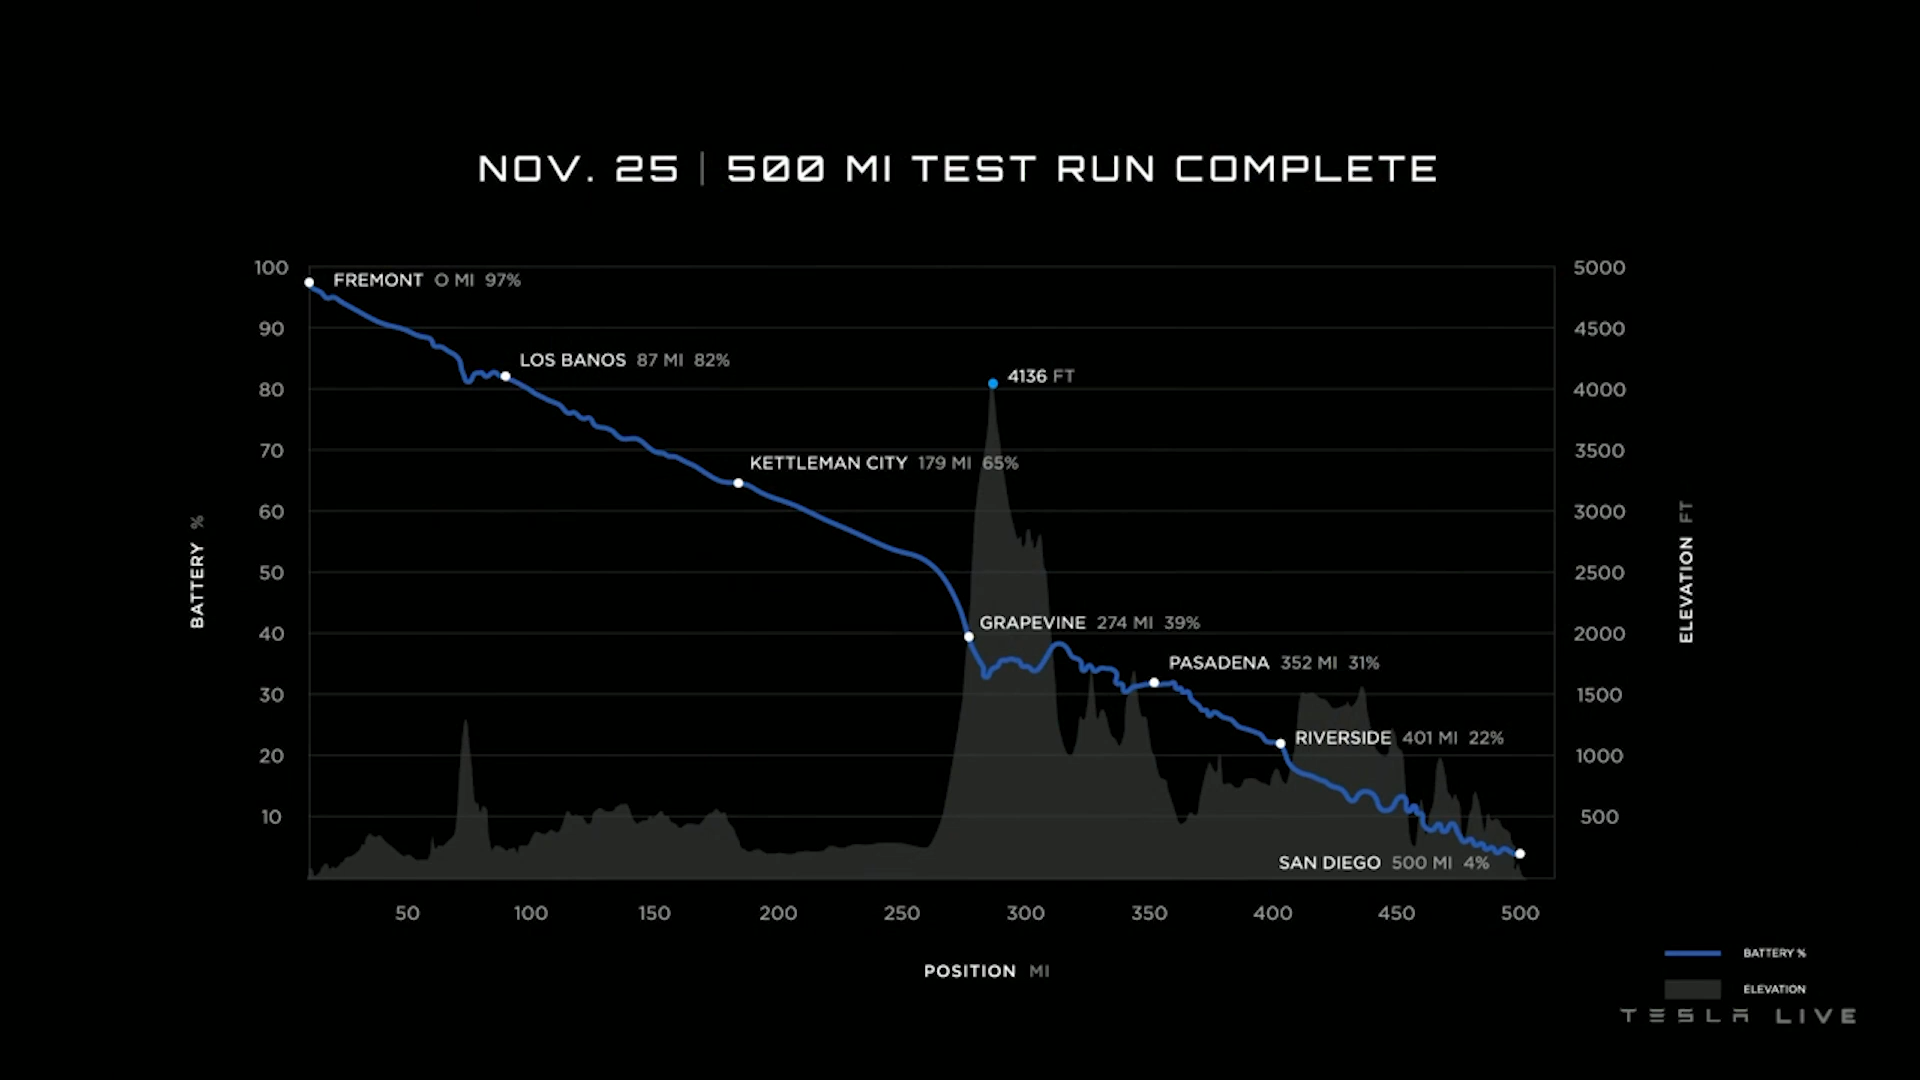 NOV. 25 | 500 MI TEST RUN COMPLETE
100
90
80
70
60
50
40
30
20
10
BATTERY %
5000
4500
4000
3500
3000
2500
2000
1500
1000
500
ELEVATION FT
FREMONT 0 MI 97%
LOS BANOS 87 MI 82%
4136 FT
KETTLEMAN CITY 179 MI 65%
GRAPEVINE 274 MI 39%
PASADENA 352 MI 31%
RIVERSIDE 401 MI 22%
SAN DIEGO 500 MI 4%
50 100 150 200 250 300 350 400 450 500
POSITION MI
BATTERY %
ELEVATION
TESLA LIVE